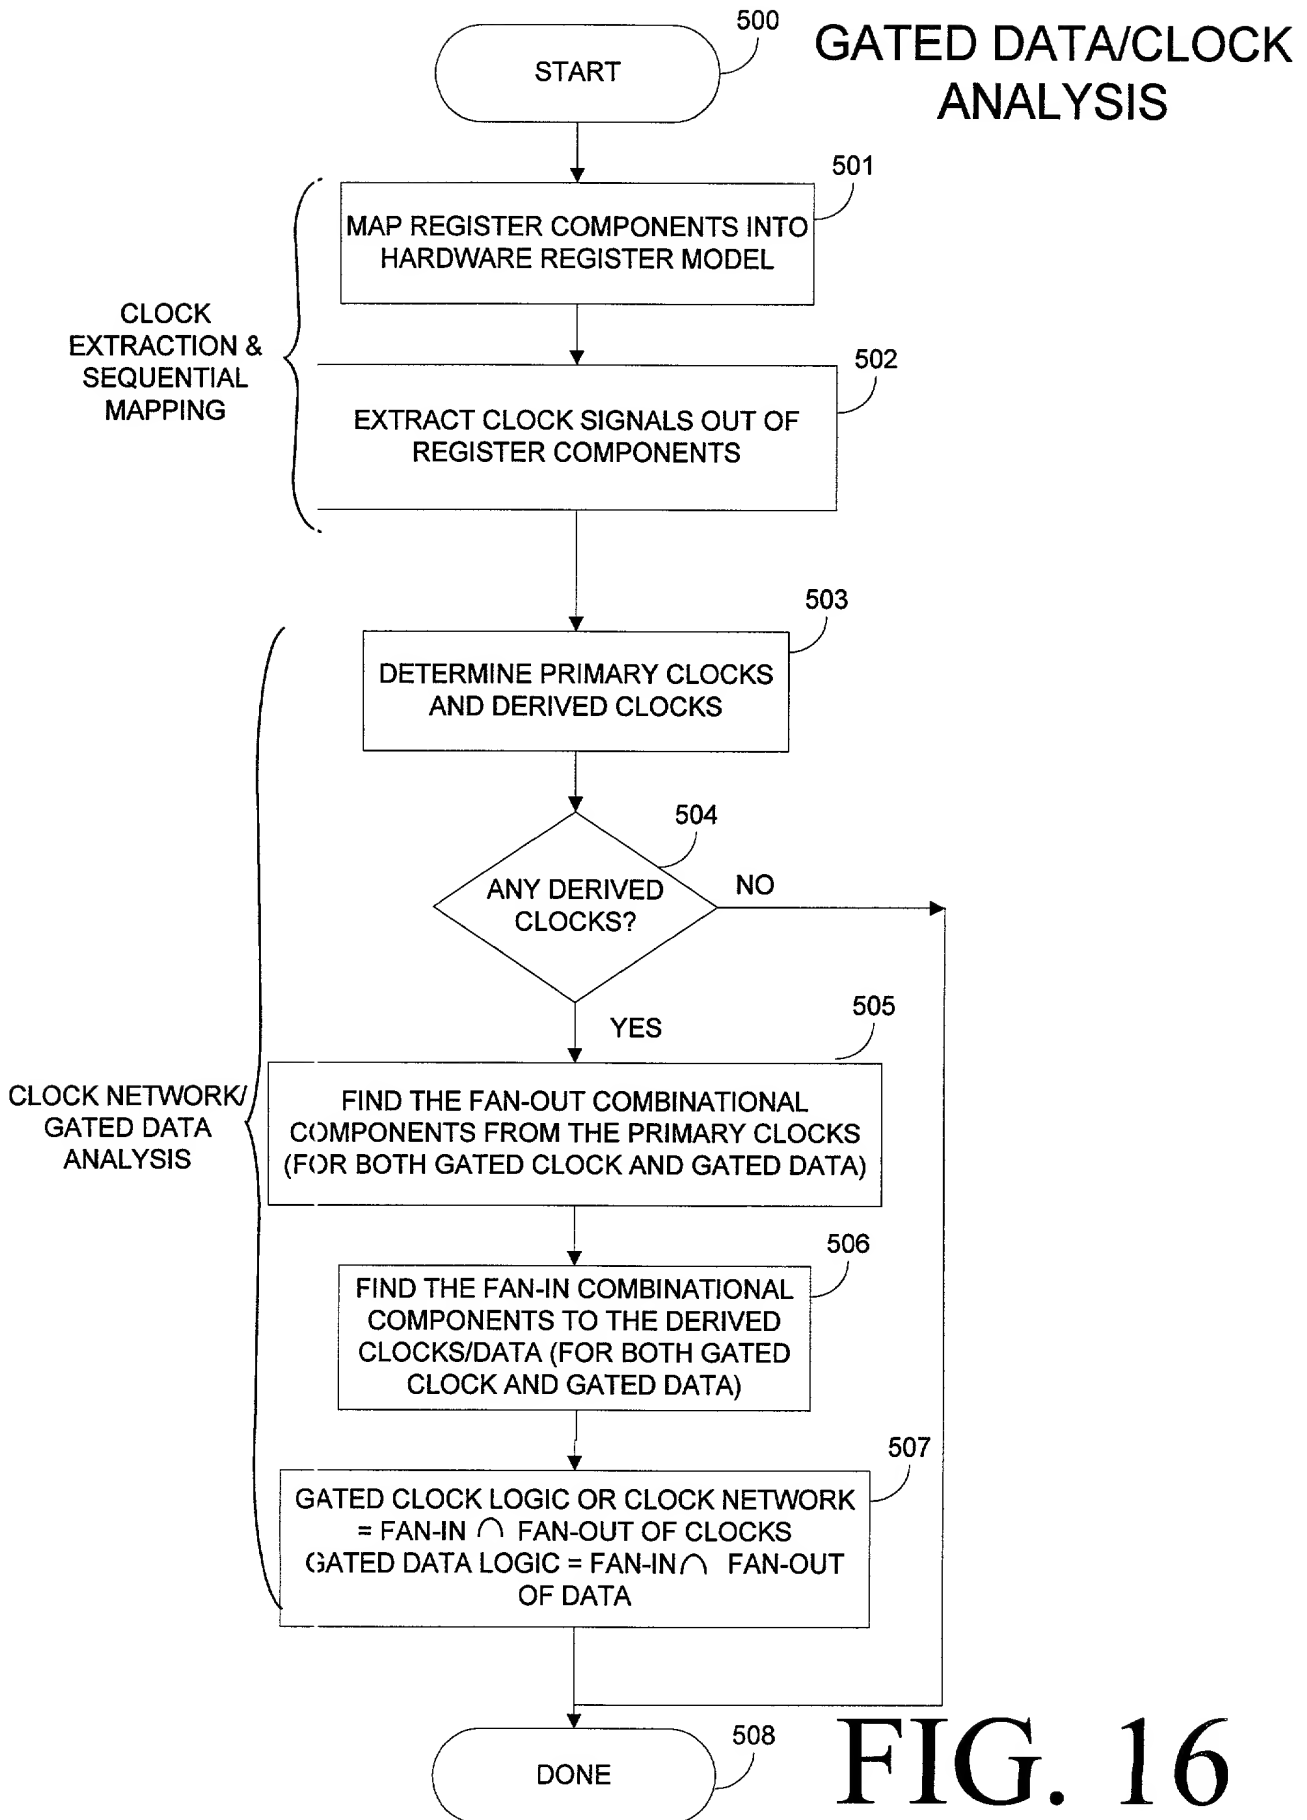 500
GATED DATA/CLOCK
ANALYSIS
START
501
MAP REGISTER COMPONENTS INTO
HARDWARE REGISTER MODEL
CLOCK
EXTRACTION &
SEQUENTIAL
MAPPING
502
EXTRACT CLOCK SIGNALS OUT OF
REGISTER COMPONENTS
503
DETERMINE PRIMARY CLOCKS
AND DERIVED CLOCKS
504
ANY DERIVED
CLOCKS?
NO
YES
505
FIND THE FAN-OUT COMBINATIONAL
COMPONENTS FROM THE PRIMARY CLOCKS
(FOR BOTH GATED CLOCK AND GATED DATA)
CLOCK NETWORK/
GATED DATA
ANALYSIS
506
FIND THE FAN-IN COMBINATIONAL
COMPONENTS TO THE DERIVED
CLOCKS/DATA (FOR BOTH GATED
CLOCK AND GATED DATA)
507
GATED CLOCK LOGIC OR CLOCK NETWORK
= FAN-IN ∩ FAN-OUT OF CLOCKS
GATED DATA LOGIC = FAN-IN ∩ FAN-OUT
OF DATA
508
DONE
FIG. 16